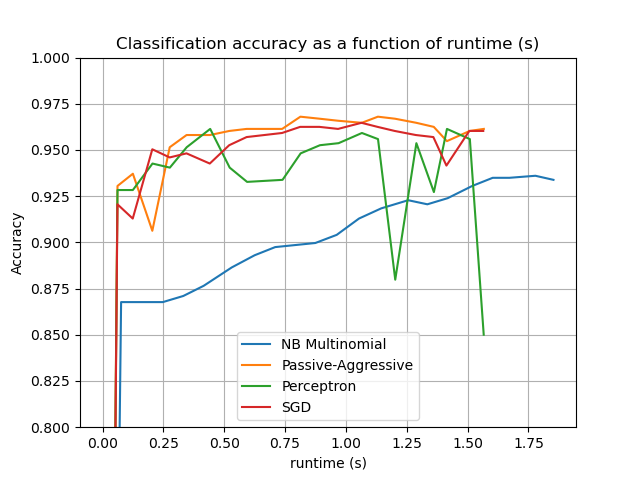 Classification accuracy as a function of runtime (s)
1.000
0.975
0.950
0.925
0.900
0.875
0.850
0.825
0.800
Accuracy
NB Multinomial
Passive-Aggressive
Perceptron
SGD
0.00 0.25 0.50 0.75 1.00 1.25 1.50 1.75
runtime (s)